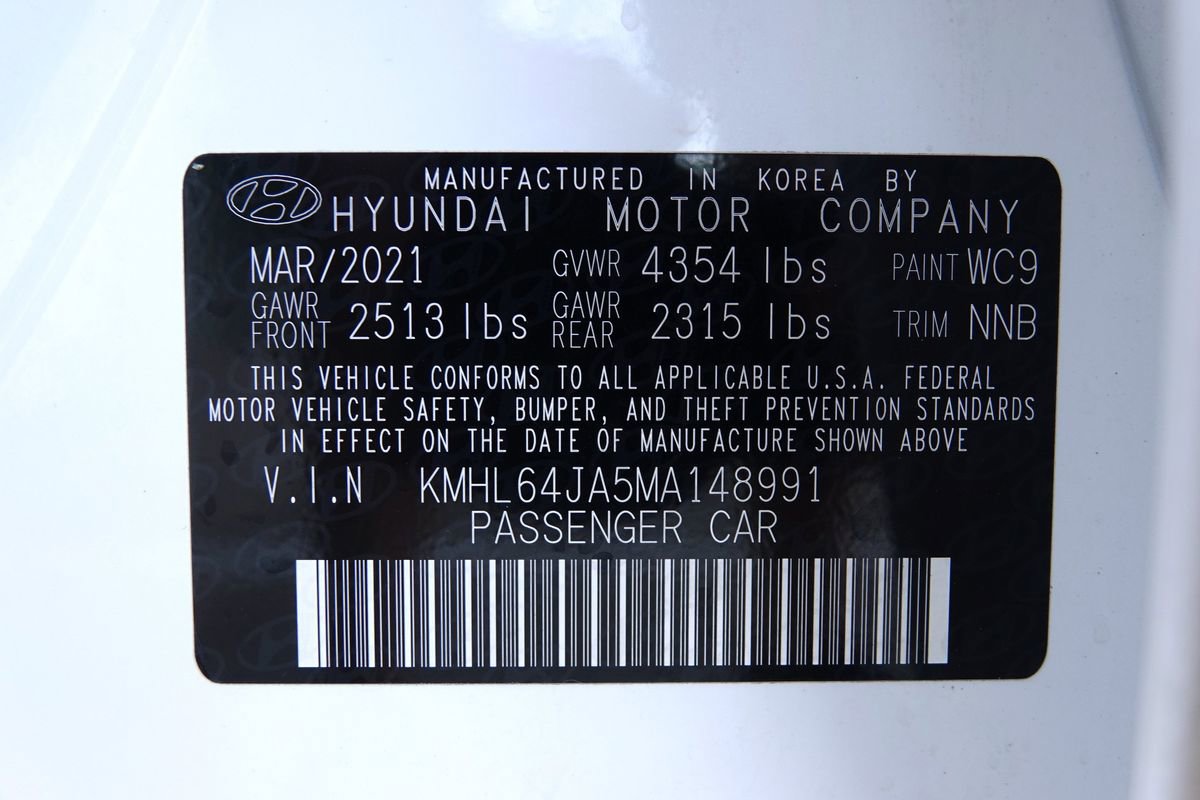 MANUFACTURED IN KOREA BY
HYUNDAI MOTOR COMPANY
MAR/2021 GVWR 4354 lbs PAINT WC9
GAWR FRONT 2513 lbs GAWR REAR 2315 lbs TRIM NNB
THIS VEHICLE CONFORMS TO ALL APPLICABLE U.S.A. FEDERAL
MOTOR VEHICLE SAFETY, BUMPER, AND THEFT PREVENTION STANDARDS
IN EFFECT ON THE DATE OF MANUFACTURE SHOWN ABOVE
V.I.N KMHL64JA5MA148991
PASSENGER CAR